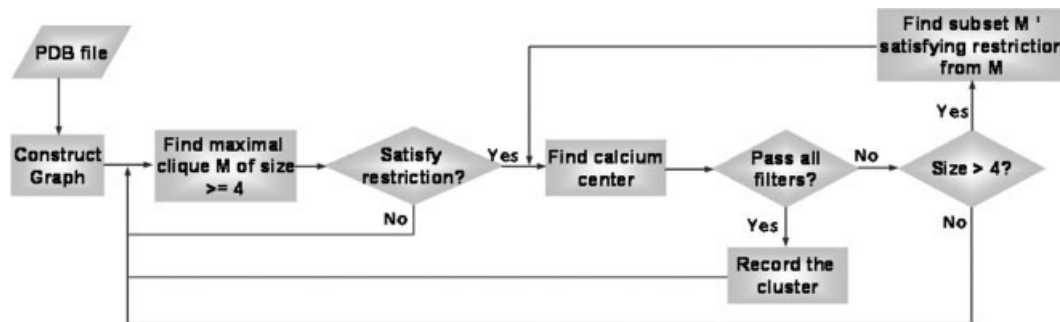 PDB file
Construct
Graph
Find maximal
clique M of size
>= 4
Satisfy
restriction?
Yes
No
Find calcium
center
Pass all
filters?
No
Yes
Record the
cluster
Size > 4?
Yes
No
Find subset M '
satisfying restriction
from M